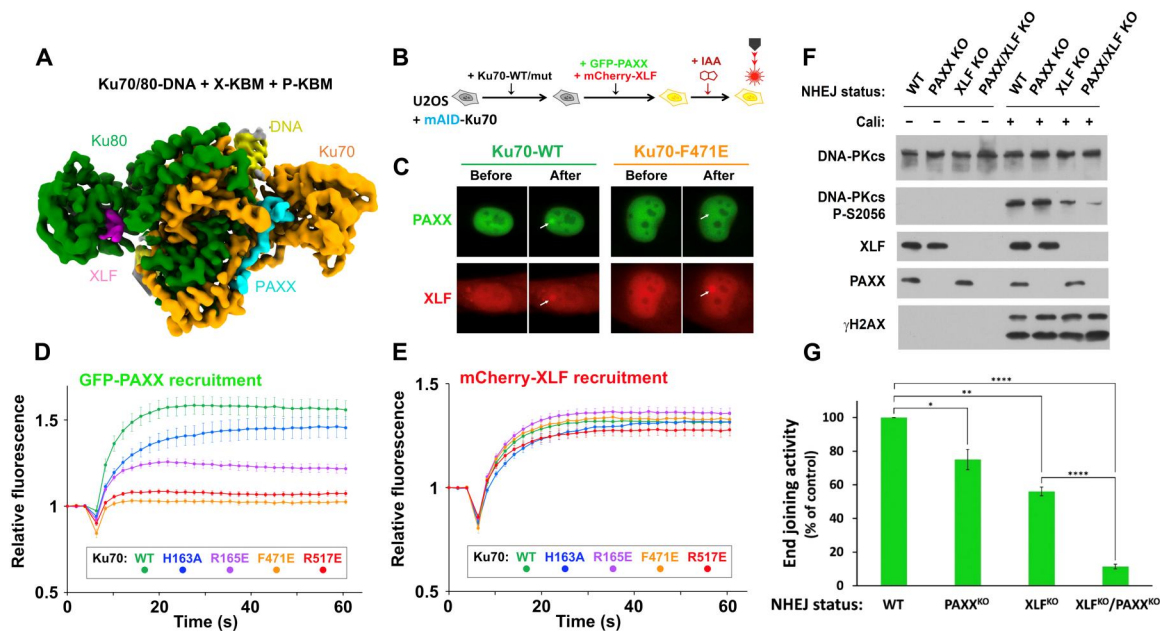 A
Ku70/80-DNA + X-KBM + P-KBM
Ku80
DNA
Ku70
XLF
PAXX
B
+ Ku70-WT/mut
+ GFP-PAXX
+ mCherry-XLF
+ IAA
U2OS
+ mAID-Ku70
C
Ku70-WT
Ku70-F471E
Before
After
Before
After
PAXX
XLF
D
GFP-PAXX recruitment
Relative fluorescence
1.5
1
0.5
0
20
40
60
Time (s)
Ku70: WT H163A R165E F471E R517E
E
mCherry-XLF recruitment
Relative fluorescence
1.5
1
0.5
0
20
40
60
Time (s)
Ku70: WT H163A R165E F471E R517E
F
NHEJ status:
WT
PAXX KO
XLF KO
PAXX/XLF KO
WT
PAXX KO
XLF KO
PAXX/XLF KO
Cali: – – – – + + + +
DNA-PKcs
DNA-PKcs
P-S2056
XLF
PAXX
γH2AX
G
End joining activity
(% of control)
100
80
60
40
20
0
*
**
****
****
NHEJ status: WT PAXXᴷᴼ XLFᴷᴼ XLFᴷᴼ/PAXXᴷᴼ